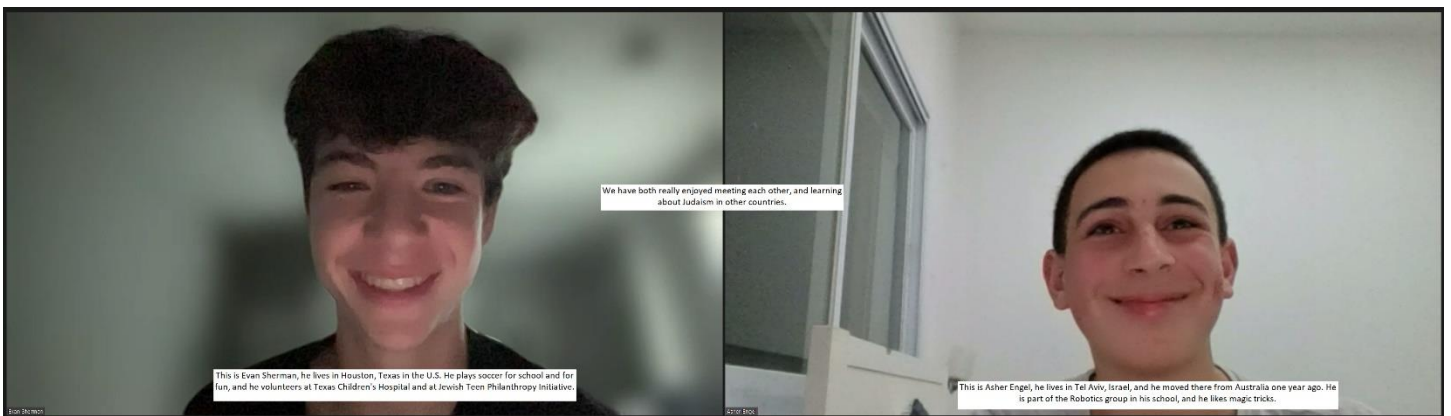 We have both really enjoyed meeting each other, and learning
about Judaism in other countries.
This is Evan Sherman, he lives in Houston, Texas in the U.S. He plays soccer for school and for
fun, and he volunteers at Texas Children's Hospital and at Jewish Teen Philanthropy Initiative.
Evan Sherman
This is Asher Engel, he lives in Tel Aviv, Israel, and he moved there from Australia one year ago. He
is part of the Robotics group in his school, and he likes magic tricks.
Asher Engel